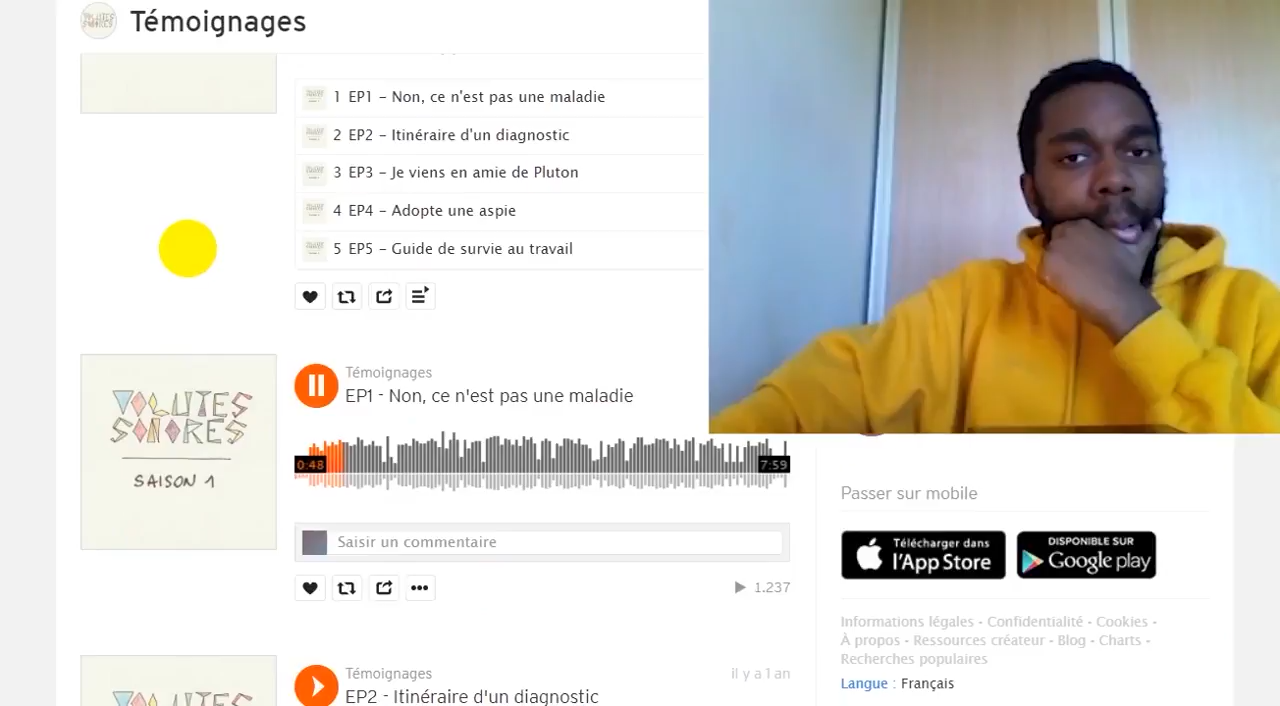 Témoignages
1 EP1 – Non, ce n'est pas une maladie
2 EP2 – Itinéraire d'un diagnostic
3 EP3 – Je viens en amie de Pluton
4 EP4 – Adopte une aspie
5 EP5 – Guide de survie au travail
VOLUTES
SONORES
SAISON 1
Témoignages
EP1 - Non, ce n'est pas une maladie
0:48
7:59
Saisir un commentaire
1.237
Témoignages
il y a 1 an
EP2 - Itinéraire d'un diagnostic
Passer sur mobile
Télécharger dans
l'App Store
DISPONIBLE SUR
Google play
Informations légales - Confidentialité - Cookies -
À propos - Ressources créateur - Blog - Charts -
Recherches populaires
Langue : Français